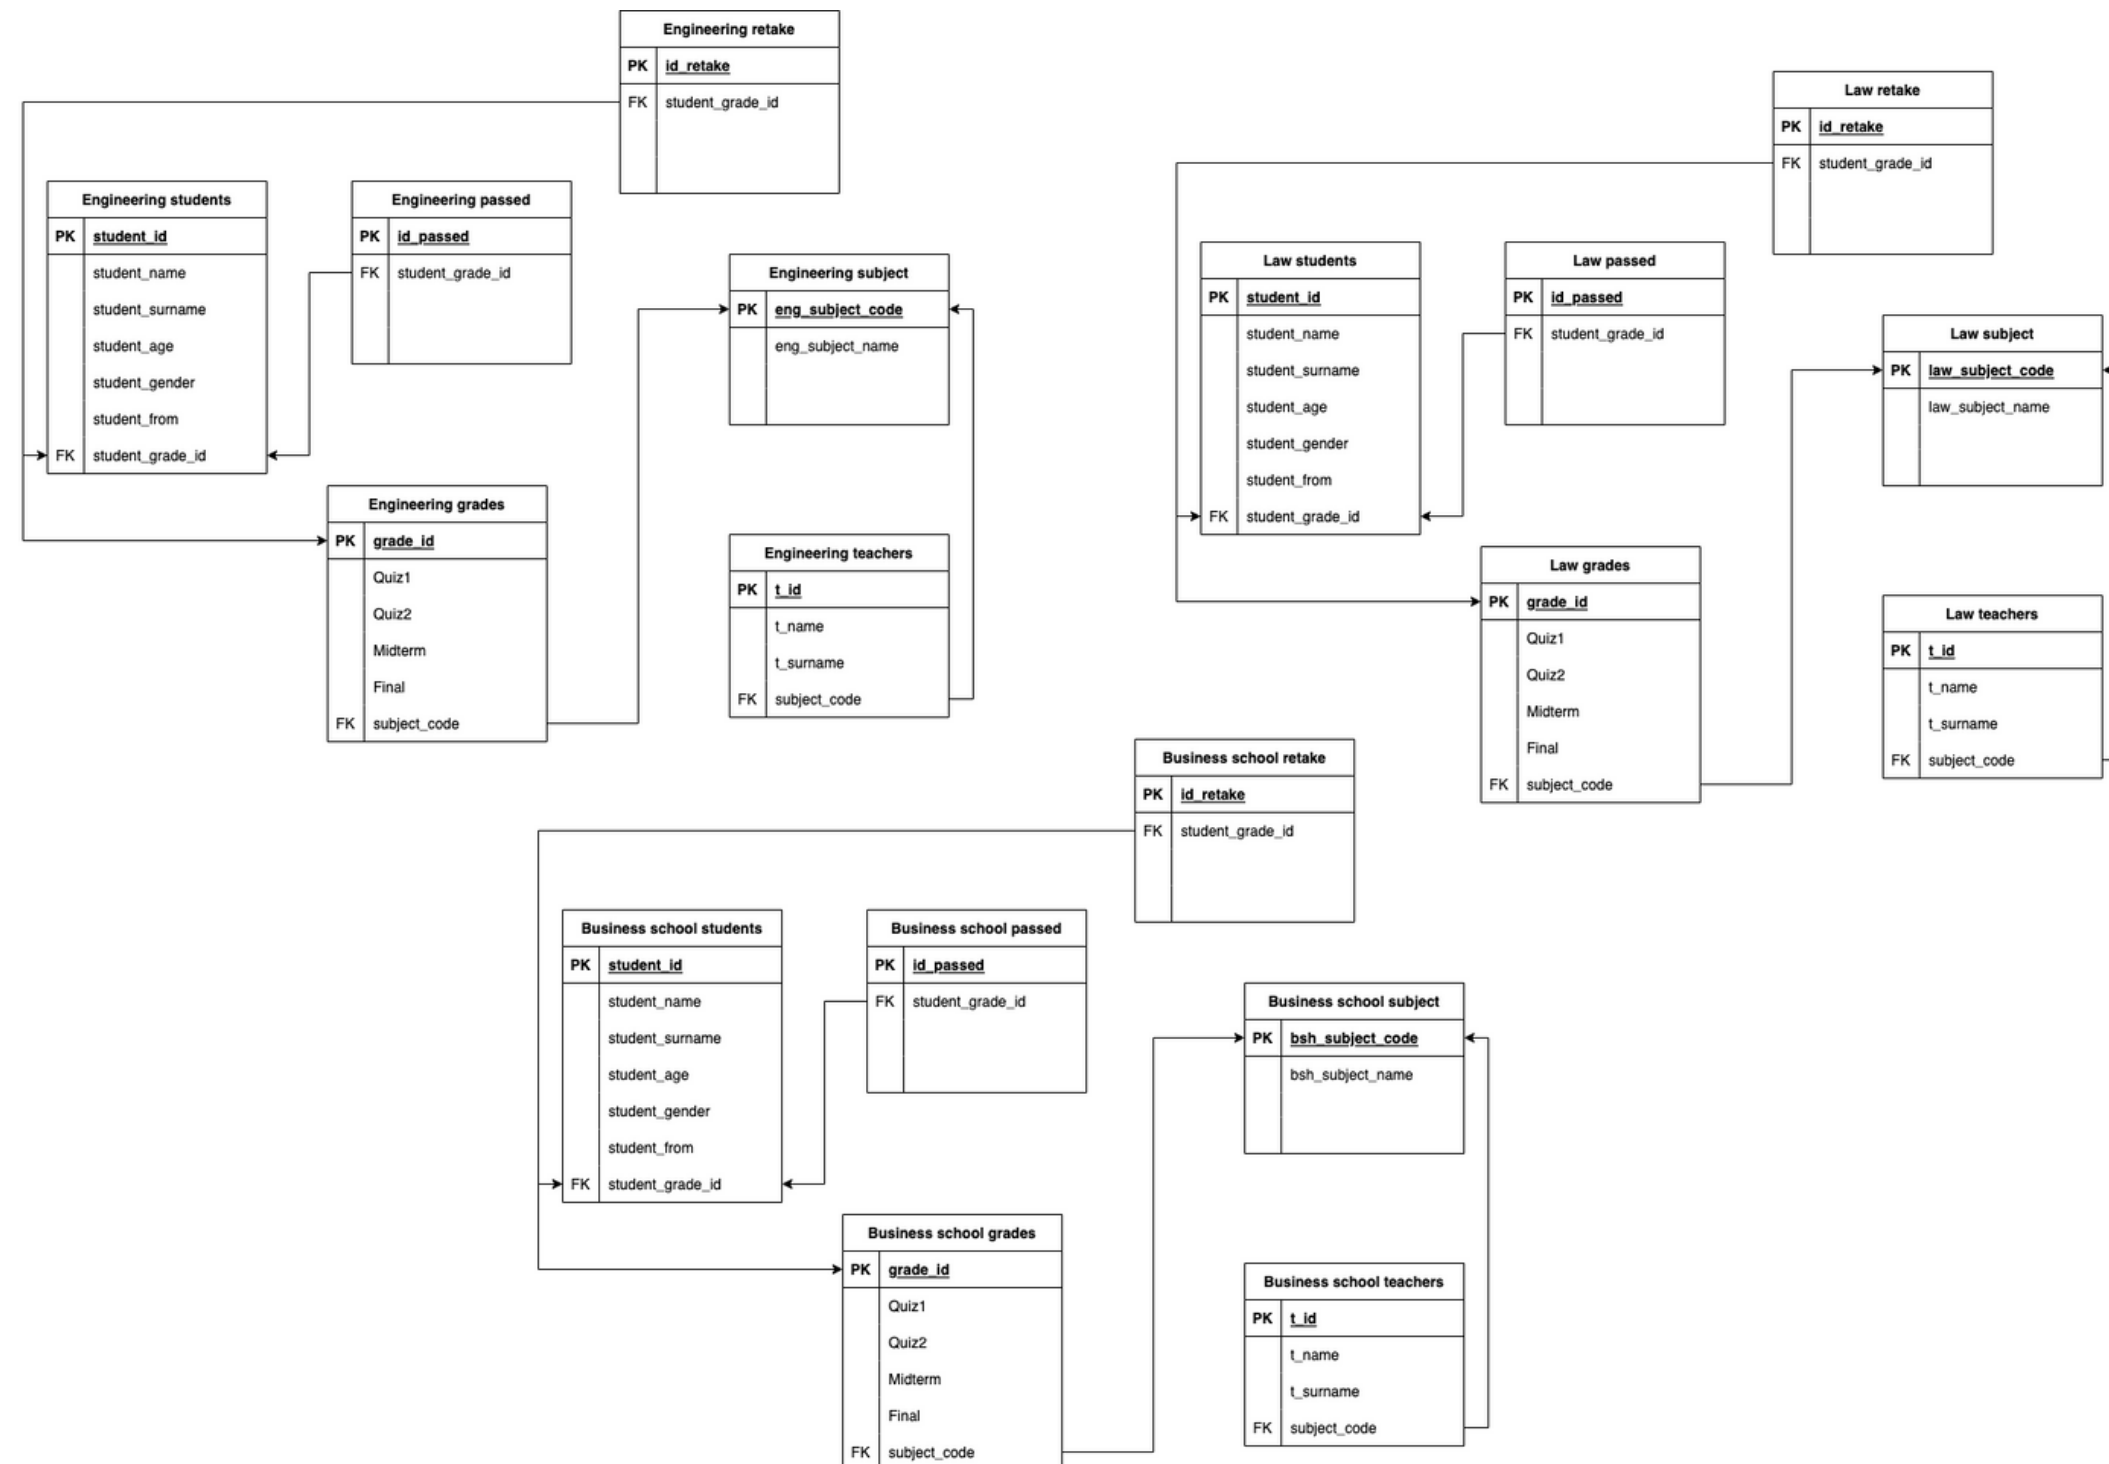 Engineering retake
PK id_retake
FK student_grade_id
Engineering students
PK student_id
student_name
student_surname
student_age
student_gender
student_from
FK student_grade_id
Engineering passed
PK id_passed
FK student_grade_id
Engineering subject
PK eng_subject_code
eng_subject_name
Engineering grades
PK grade_id
Quiz1
Quiz2
Midterm
Final
FK subject_code
Engineering teachers
PK t_id
t_name
t_surname
FK subject_code
Law retake
PK id_retake
FK student_grade_id
Law students
PK student_id
student_name
student_surname
student_age
student_gender
student_from
FK student_grade_id
Law passed
PK id_passed
FK student_grade_id
Law subject
PK law_subject_code
law_subject_name
Law grades
PK grade_id
Quiz1
Quiz2
Midterm
Final
FK subject_code
Law teachers
PK t_id
t_name
t_surname
FK subject_code
Business school retake
PK id_retake
FK student_grade_id
Business school students
PK student_id
student_name
student_surname
student_age
student_gender
student_from
FK student_grade_id
Business school passed
PK id_passed
FK student_grade_id
Business school subject
PK bsh_subject_code
bsh_subject_name
Business school grades
PK grade_id
Quiz1
Quiz2
Midterm
Final
FK subject_code
Business school teachers
PK t_id
t_name
t_surname
FK subject_code